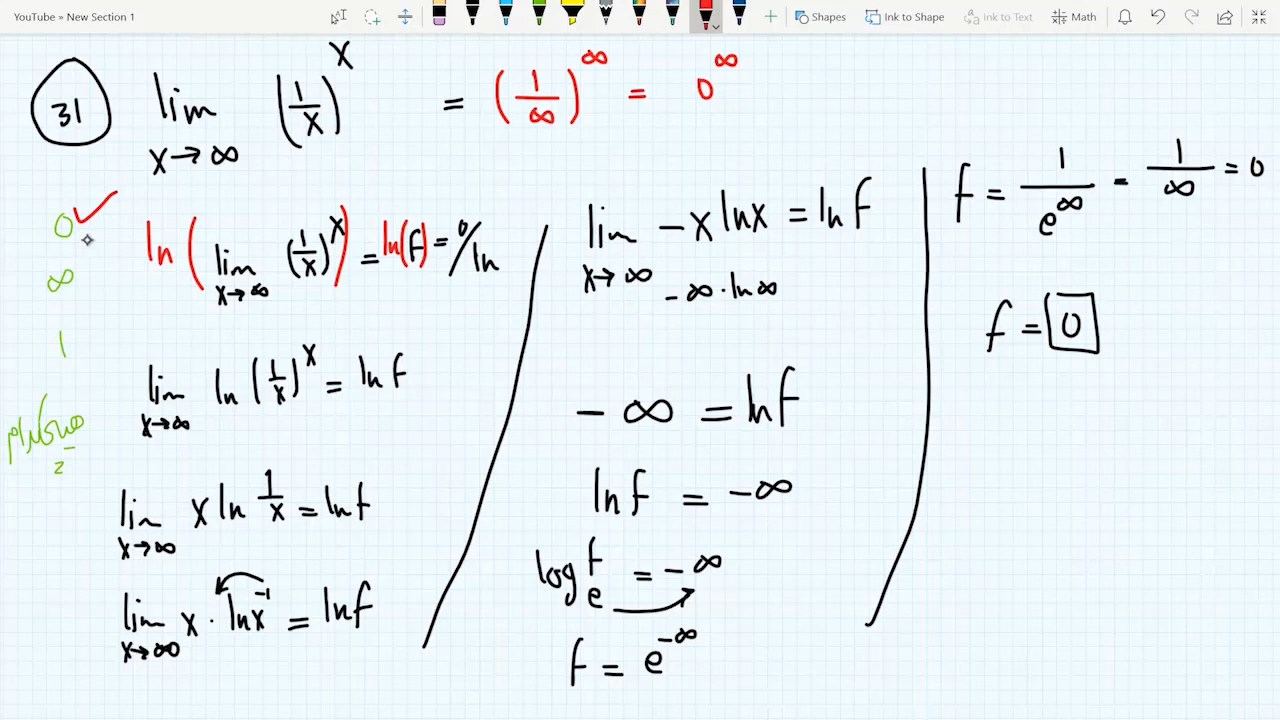 YouTube » New Section 1
Shapes Ink to Shape Ink to Text Math
31 lim x→∞ (1/x)^x = (1/∞)^∞ = 0^∞
0 ✓
∞
1
ln( lim x→∞ (1/x)^x ) = ln(f) = 0/ln
lim x→∞ ln (1/x)^x = ln f
lim x→∞ x ln 1/x = ln f
lim x→∞ x · ln x^-1 = ln f
lim x→∞ -x ln x = ln f
-∞ · ln ∞
-∞ = ln f
ln f = -∞
log_e f = -∞
f = e^-∞
f = 1/e^∞ - 1/∞ = 0
f = 0